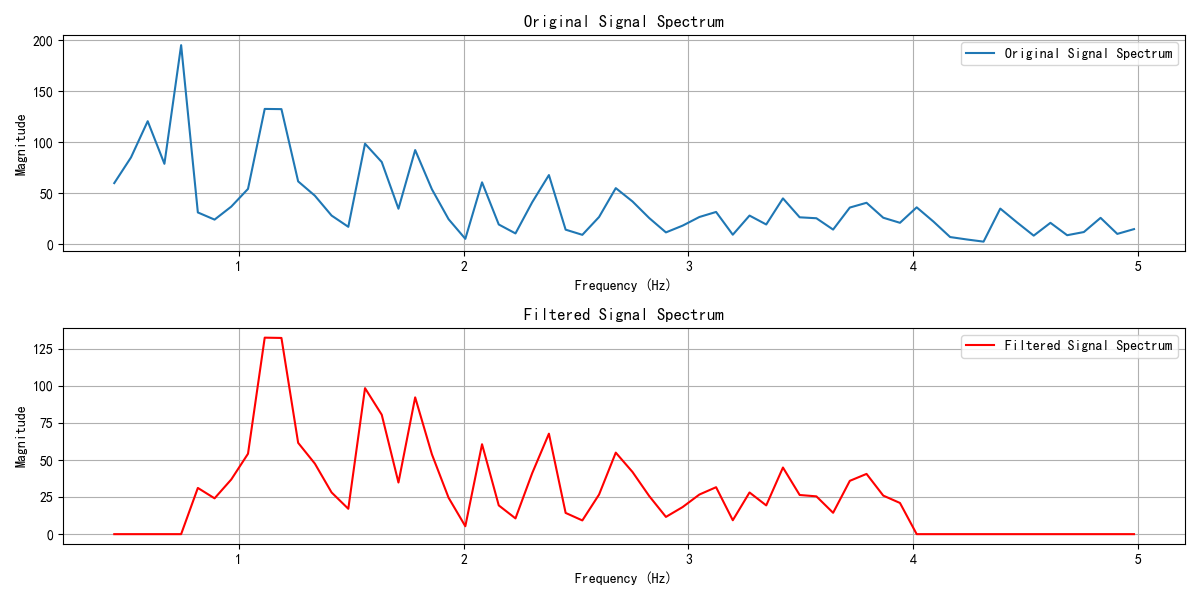 Original Signal Spectrum
200
150
100
50
0
Magnitude
Original Signal Spectrum
1 2 3 4 5
Frequency (Hz)
Filtered Signal Spectrum
125
100
75
50
25
0
Magnitude
Filtered Signal Spectrum
1 2 3 4 5
Frequency (Hz)